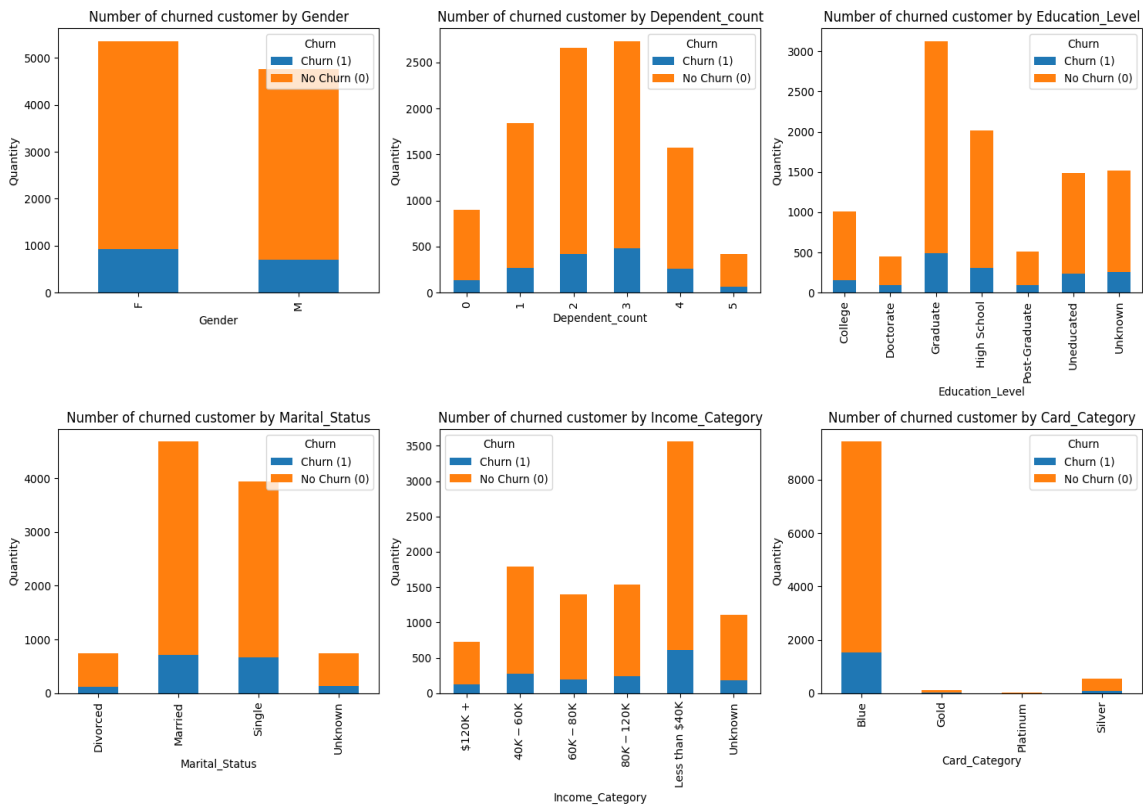 Number of churned customer by Gender
Churn
Churn (1)
No Churn (0)
5000
4000
3000
2000
1000
0
Quantity
F
M
Gender
Number of churned customer by Dependent_count
Churn
Churn (1)
No Churn (0)
2500
2000
1500
1000
500
0
Quantity
0
1
2
3
4
5
Dependent_count
Number of churned customer by Education_Level
Churn
Churn (1)
No Churn (0)
3000
2500
2000
1500
1000
500
0
Quantity
College
Doctorate
Graduate
High School
Post-Graduate
Uneducated
Unknown
Education_Level
Number of churned customer by Marital_Status
Churn
Churn (1)
No Churn (0)
4000
3000
2000
1000
0
Quantity
Divorced
Married
Single
Unknown
Marital_Status
Number of churned customer by Income_Category
Churn
Churn (1)
No Churn (0)
3500
3000
2500
2000
1500
1000
500
0
Quantity
$120K +
40K − 60K
60K − 80K
80K − 120K
Less than $40K
Unknown
Income_Category
Number of churned customer by Card_Category
Churn
Churn (1)
No Churn (0)
8000
6000
4000
2000
0
Quantity
Blue
Gold
Platinum
Silver
Card_Category